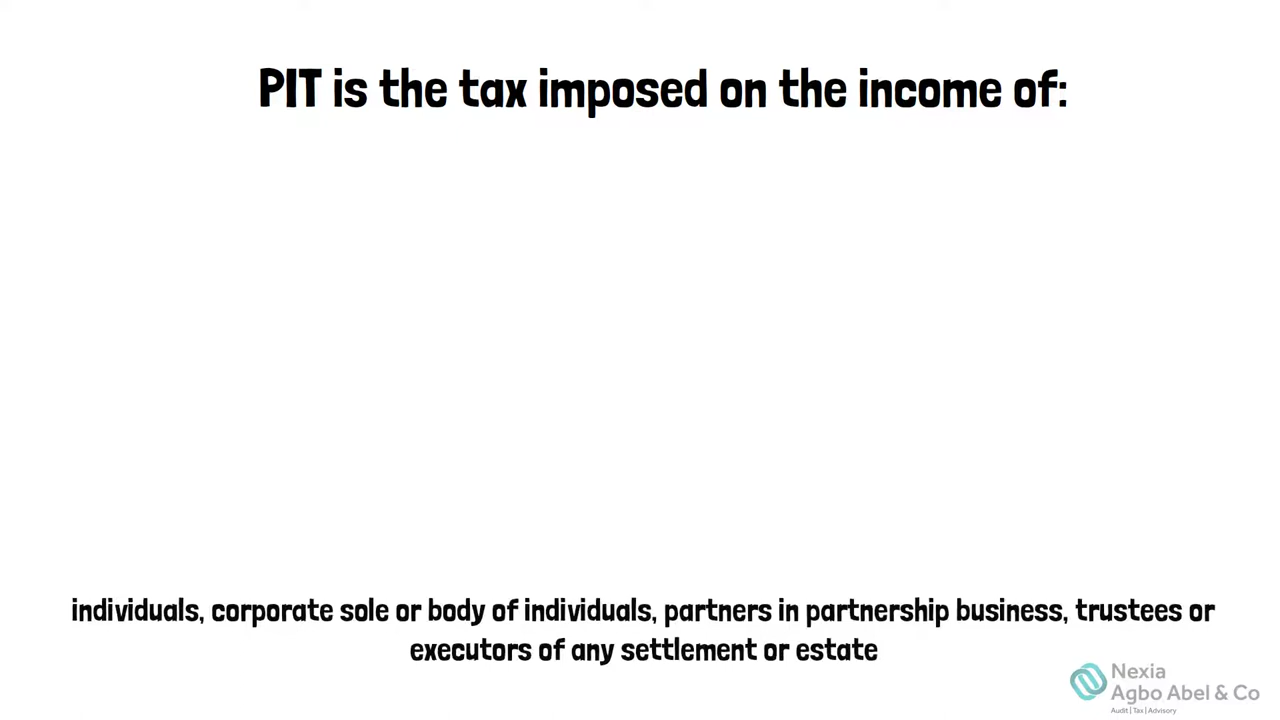 PIT is the tax imposed on the income of:
individuals, corporate sole or body of individuals, partners in partnership business, trustees or
executors of any settlement or estate
Nexia
Agbo Abel & Co
Audit | Tax | Advisory